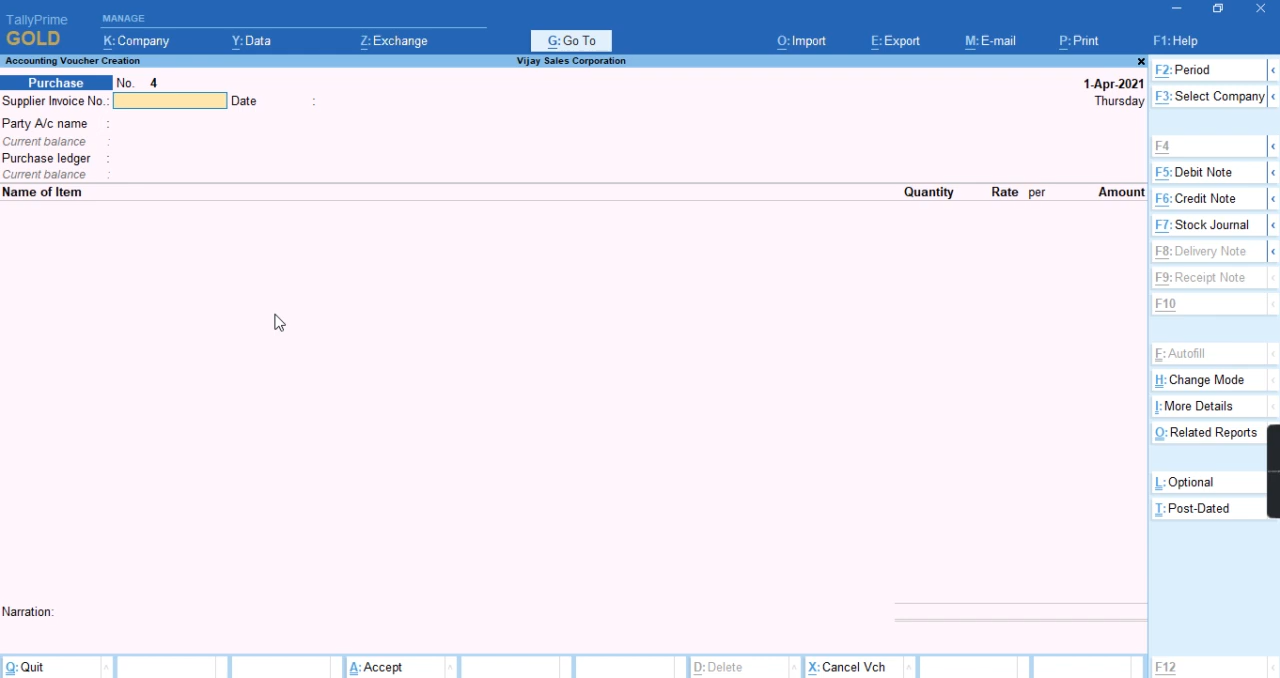 TallyPrime
GOLD
MANAGE
K: Company
Y: Data
Z: Exchange
G: Go To
O: Import
E: Export
M: E-mail
P: Print
F1: Help
Accounting Voucher Creation
Vijay Sales Corporation
Purchase No. 4
1-Apr-2021
Supplier Invoice No.: Date :
Thursday
Party A/c name :
Current balance :
Purchase ledger :
Current balance :
Name of Item Quantity Rate per Amount
Narration:
F2: Period
F3: Select Company
F4
F5: Debit Note
F6: Credit Note
F7: Stock Journal
F8: Delivery Note
F9: Receipt Note
F10
F: Autofill
H: Change Mode
I: More Details
O: Related Reports
L: Optional
T: Post-Dated
Q: Quit
A: Accept
D: Delete
X: Cancel Vch
F12